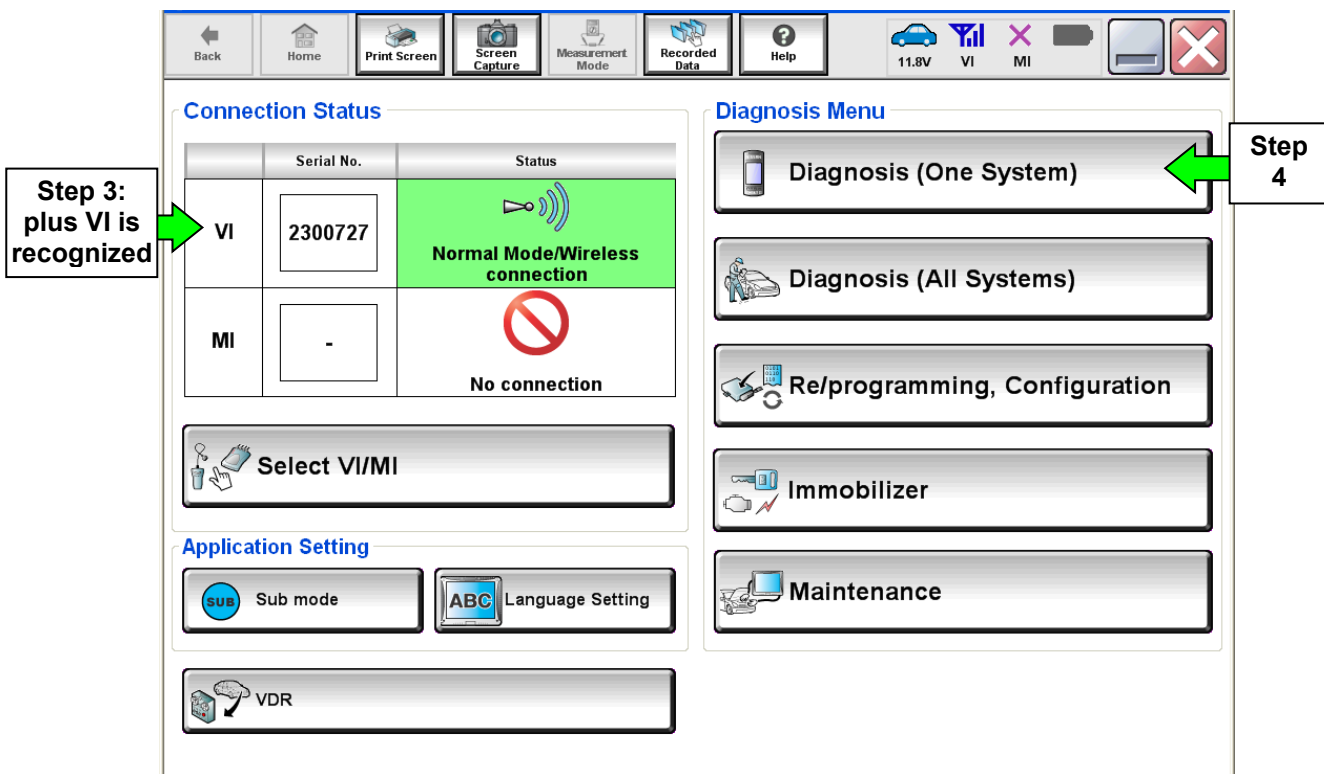 Back
Home
Print Screen
Screen
Capture
Measurement
Mode
Recorded
Data
Help
11.8V
VI
MI
Connection Status
Serial No.
Status
VI
2300727
Normal Mode/Wireless
connection
MI
-
No connection
Select VI/MI
Application Setting
SUB
Sub mode
ABC
Language Setting
VDR
Diagnosis Menu
Diagnosis (One System)
Diagnosis (All Systems)
Re/programming, Configuration
Immobilizer
Maintenance
Step 3:
plus VI is
recognized
Step
4